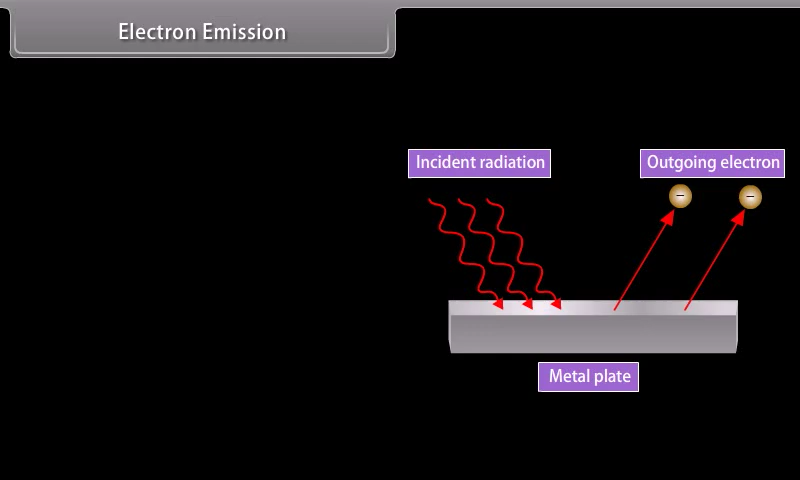 Electron Emission
Incident radiation
Outgoing electron
− −
Metal plate